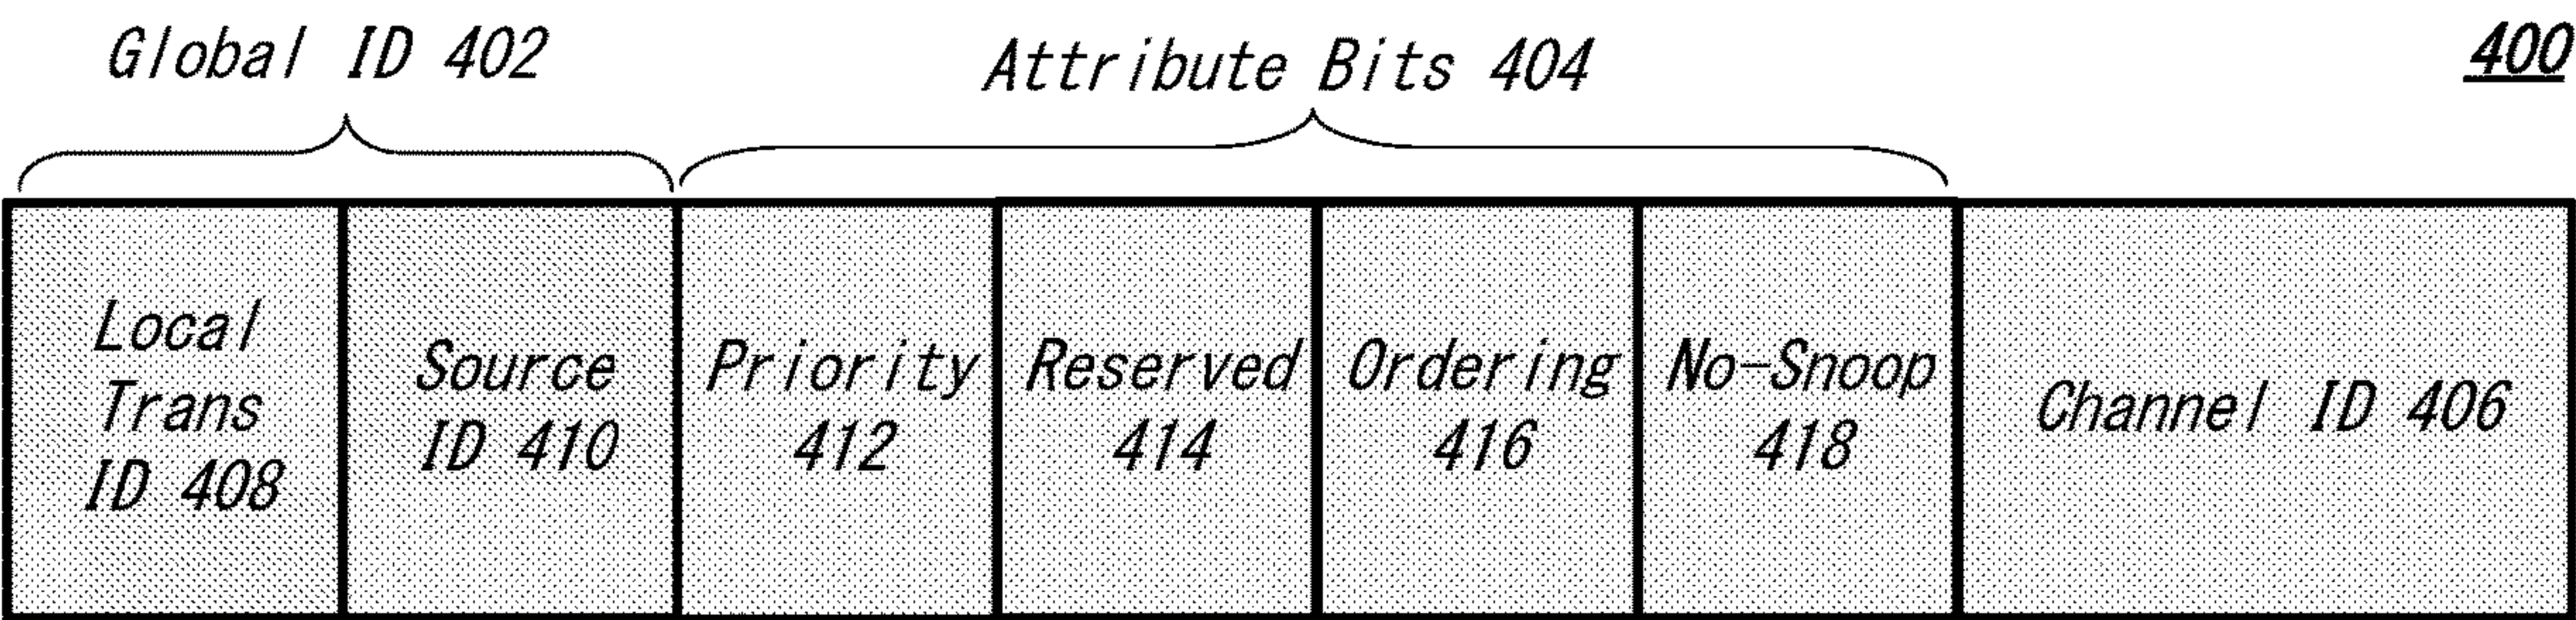 Global ID 402
Attribute Bits 404
400
Local
Trans
ID 408
Source
ID 410
Priority
412
Reserved
414
Ordering
416
No-Snoop
418
Channel ID 406